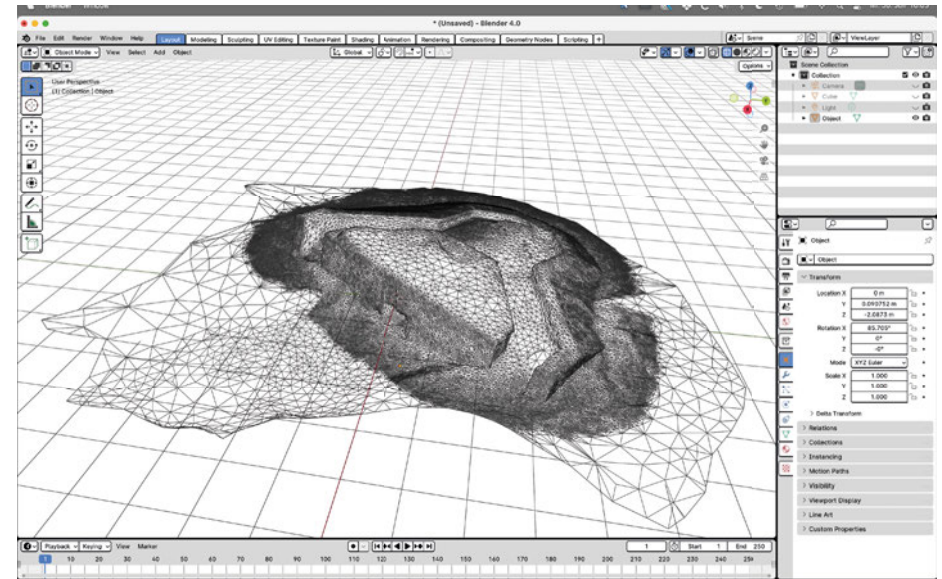 * (Unsaved) - Blender 4.0
File Edit Render Window Help Layout Modeling Sculpting UV Editing Texture Paint Shading Animation Rendering Compositing Geometry Nodes Scripting + Scene ViewLayer
Object Mode View Select Add Object Global
Options
User Perspective
(1) Collection | Object
Scene Collection
Collection
Camera
Cube
Light
Object
Object
Object
Transform
Location X 0 m
Y 0.090752 m
Z -2.0873 m
Rotation X 85.705°
Y 0°
Z -0°
Mode XYZ Euler
Scale X 1.000
Y 1.000
Z 1.000
Delta Transform
Relations
Collections
Instancing
Motion Paths
Visibility
Viewport Display
Line Art
Custom Properties
Playback Keying View Marker 1 Start 1 End 250
1 10 20 30 40 50 60 70 80 90 100 110 120 130 140 150 160 170 180 190 200 210 220 230 240 250